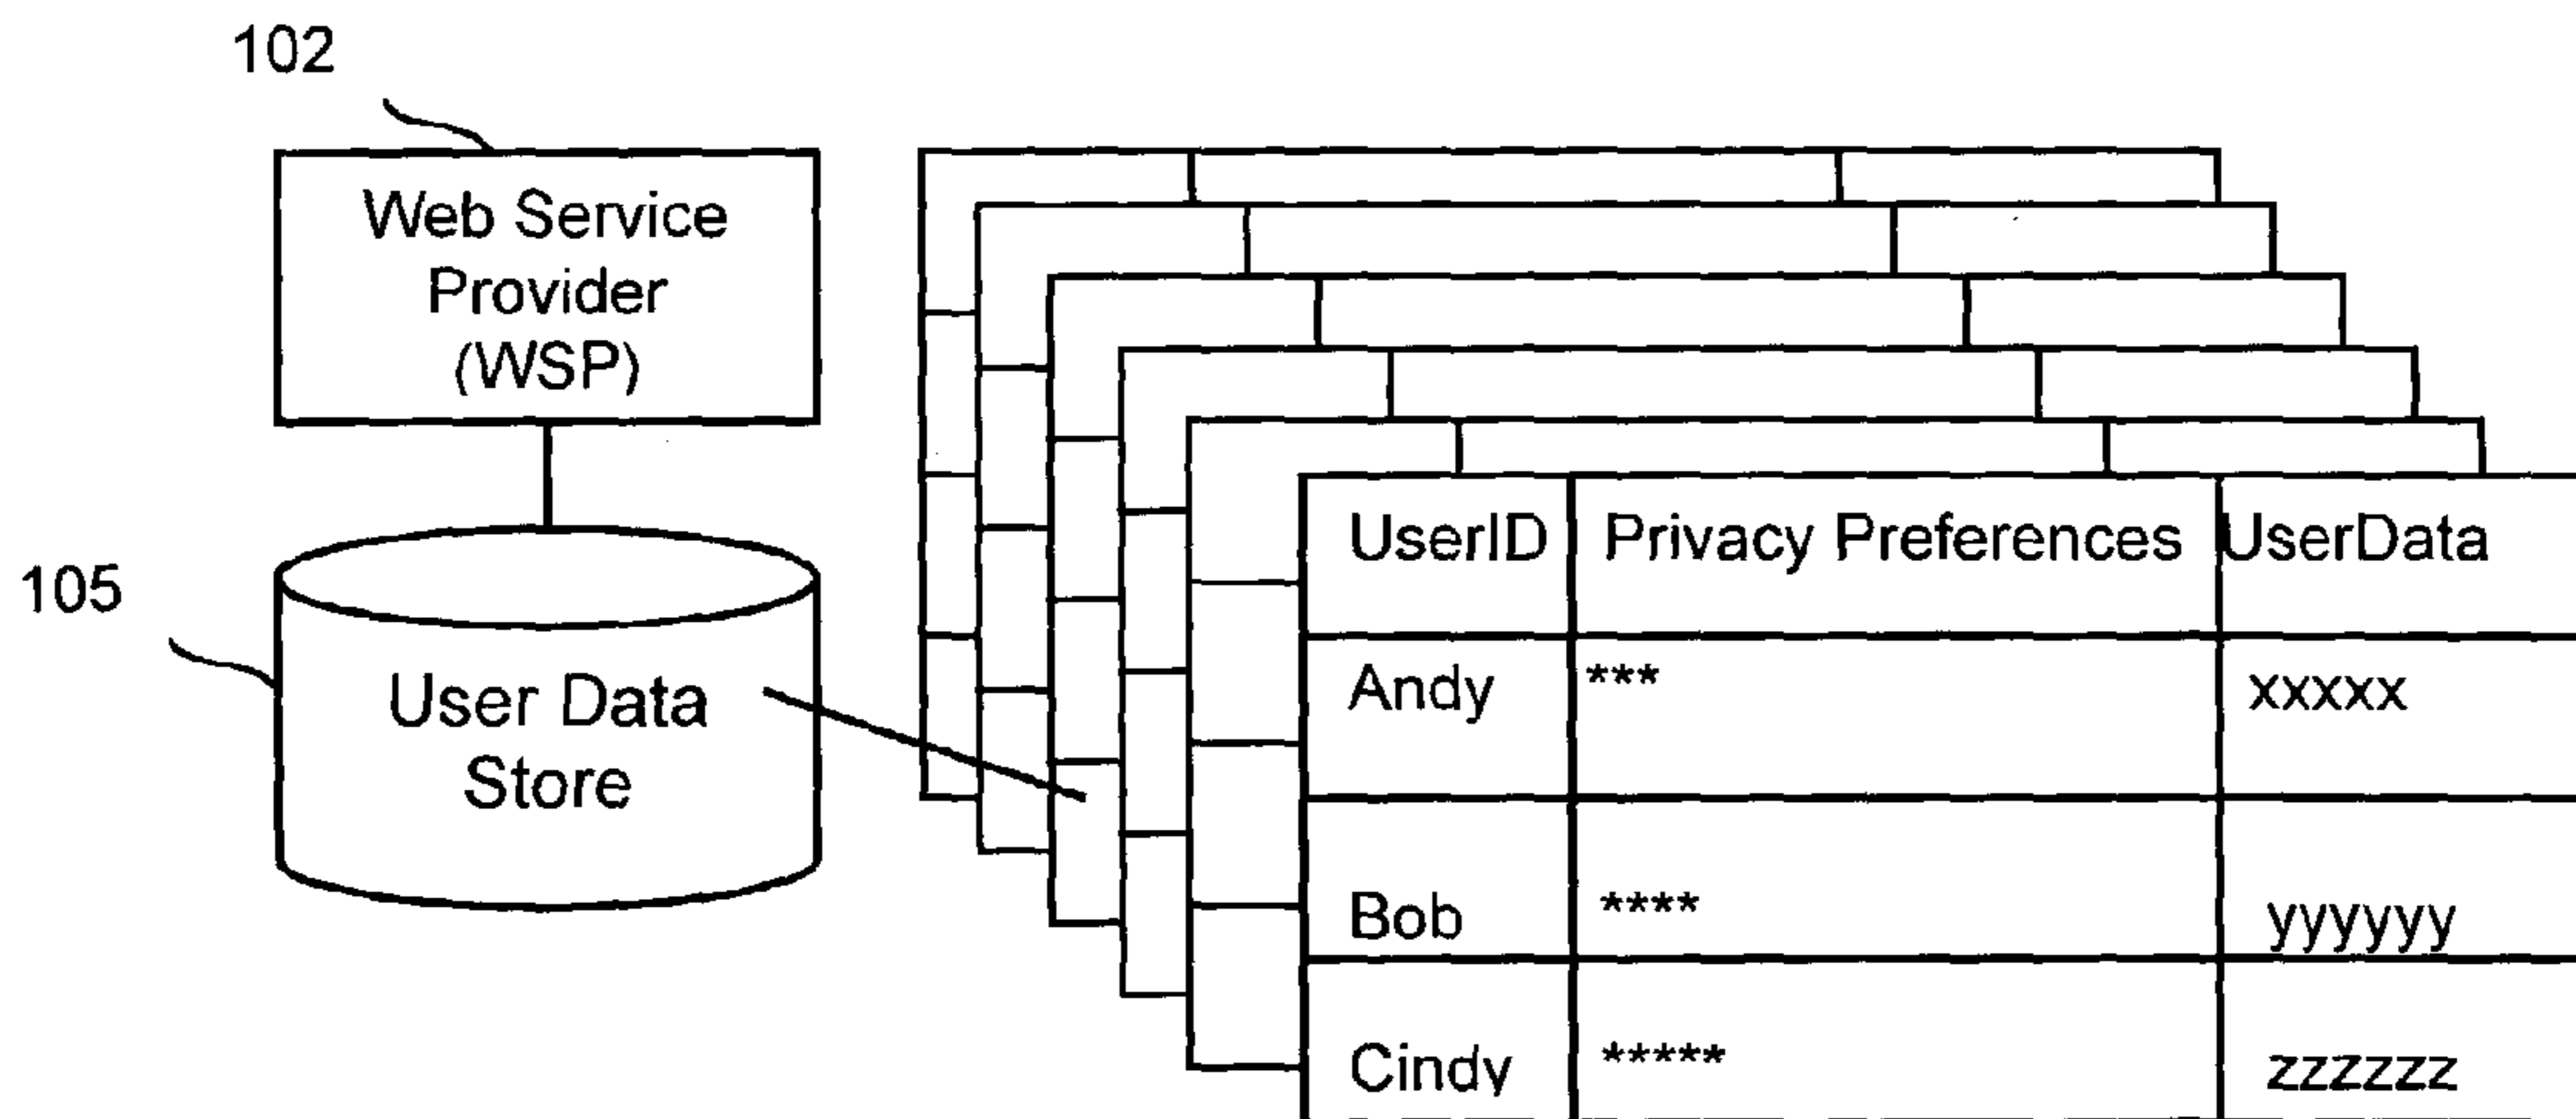 102
Web Service
Provider
(WSP)
105
User Data
Store
UserID Privacy Preferences UserData
Andy *** xxxxx
Bob **** yyyyyy
Cindy ***** zzzzzz